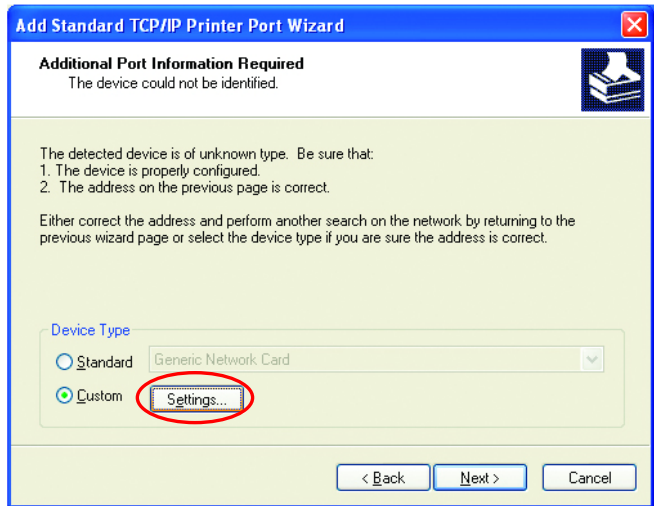 Add Standard TCP/IP Printer Port Wizard
Additional Port Information Required
The device could not be identified.
The detected device is of unknown type.  Be sure that:
1. The device is properly configured.
2.  The address on the previous page is correct.
Either correct the address and perform another search on the network by returning to the
previous wizard page or select the device type if you are sure the address is correct.
Device Type
Standard
Generic Network Card
Custom
Settings...
< Back
Next >
Cancel